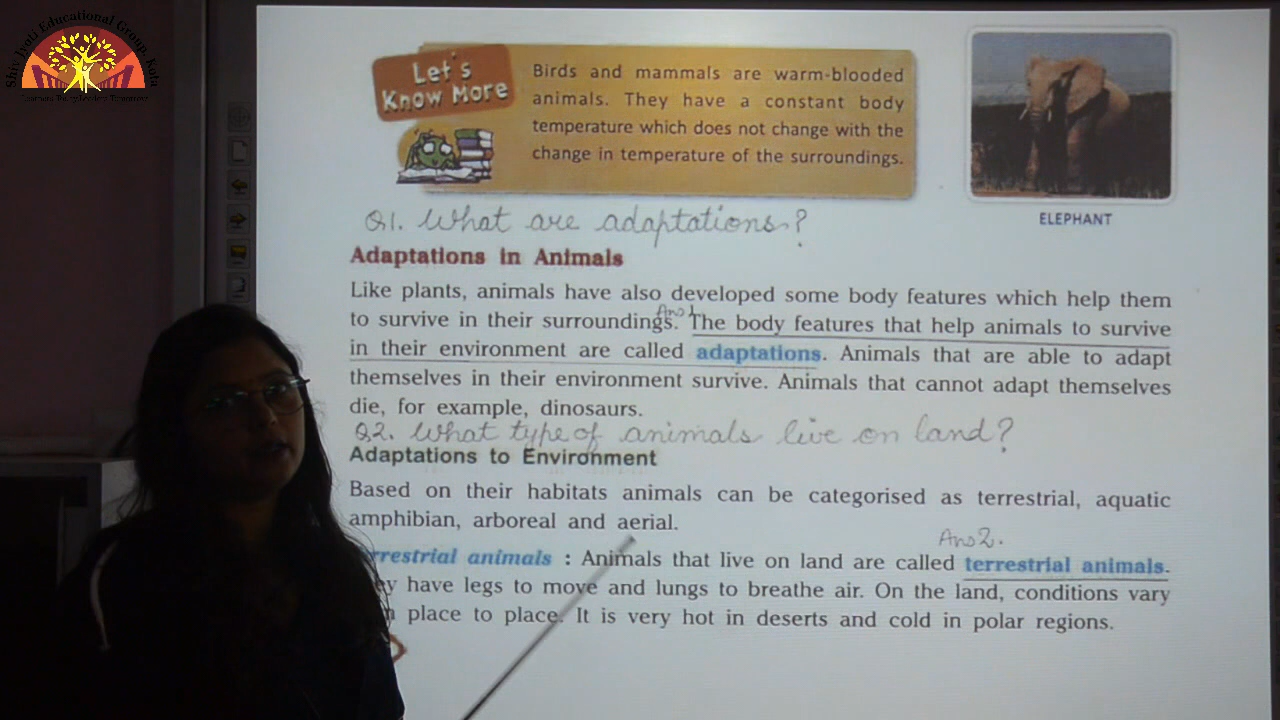 Shiv Jyoti Educational Group, Kota
Let's
Know More
Birds and mammals are warm-blooded
animals. They have a constant body
temperature which does not change with the
change in temperature of the surroundings.
ELEPHANT
Q1. What are adaptations?
Adaptations in Animals
Like plants, animals have also developed some body features which help them
Ans1
to survive in their surroundings. The body features that help animals to survive
in their environment are called adaptations. Animals that are able to adapt
themselves in their environment survive. Animals that cannot adapt themselves
die, for example, dinosaurs.
Q2. What type of animals live on land?
Adaptations to Environment
Based on their habitats animals can be categorised as terrestrial, aquatic
amphibian, arboreal and aerial.
Ans2.
rrestrial animals : Animals that live on land are called terrestrial animals.
y have legs to move and lungs to breathe air. On the land, conditions vary
place to place. It is very hot in deserts and cold in polar regions.